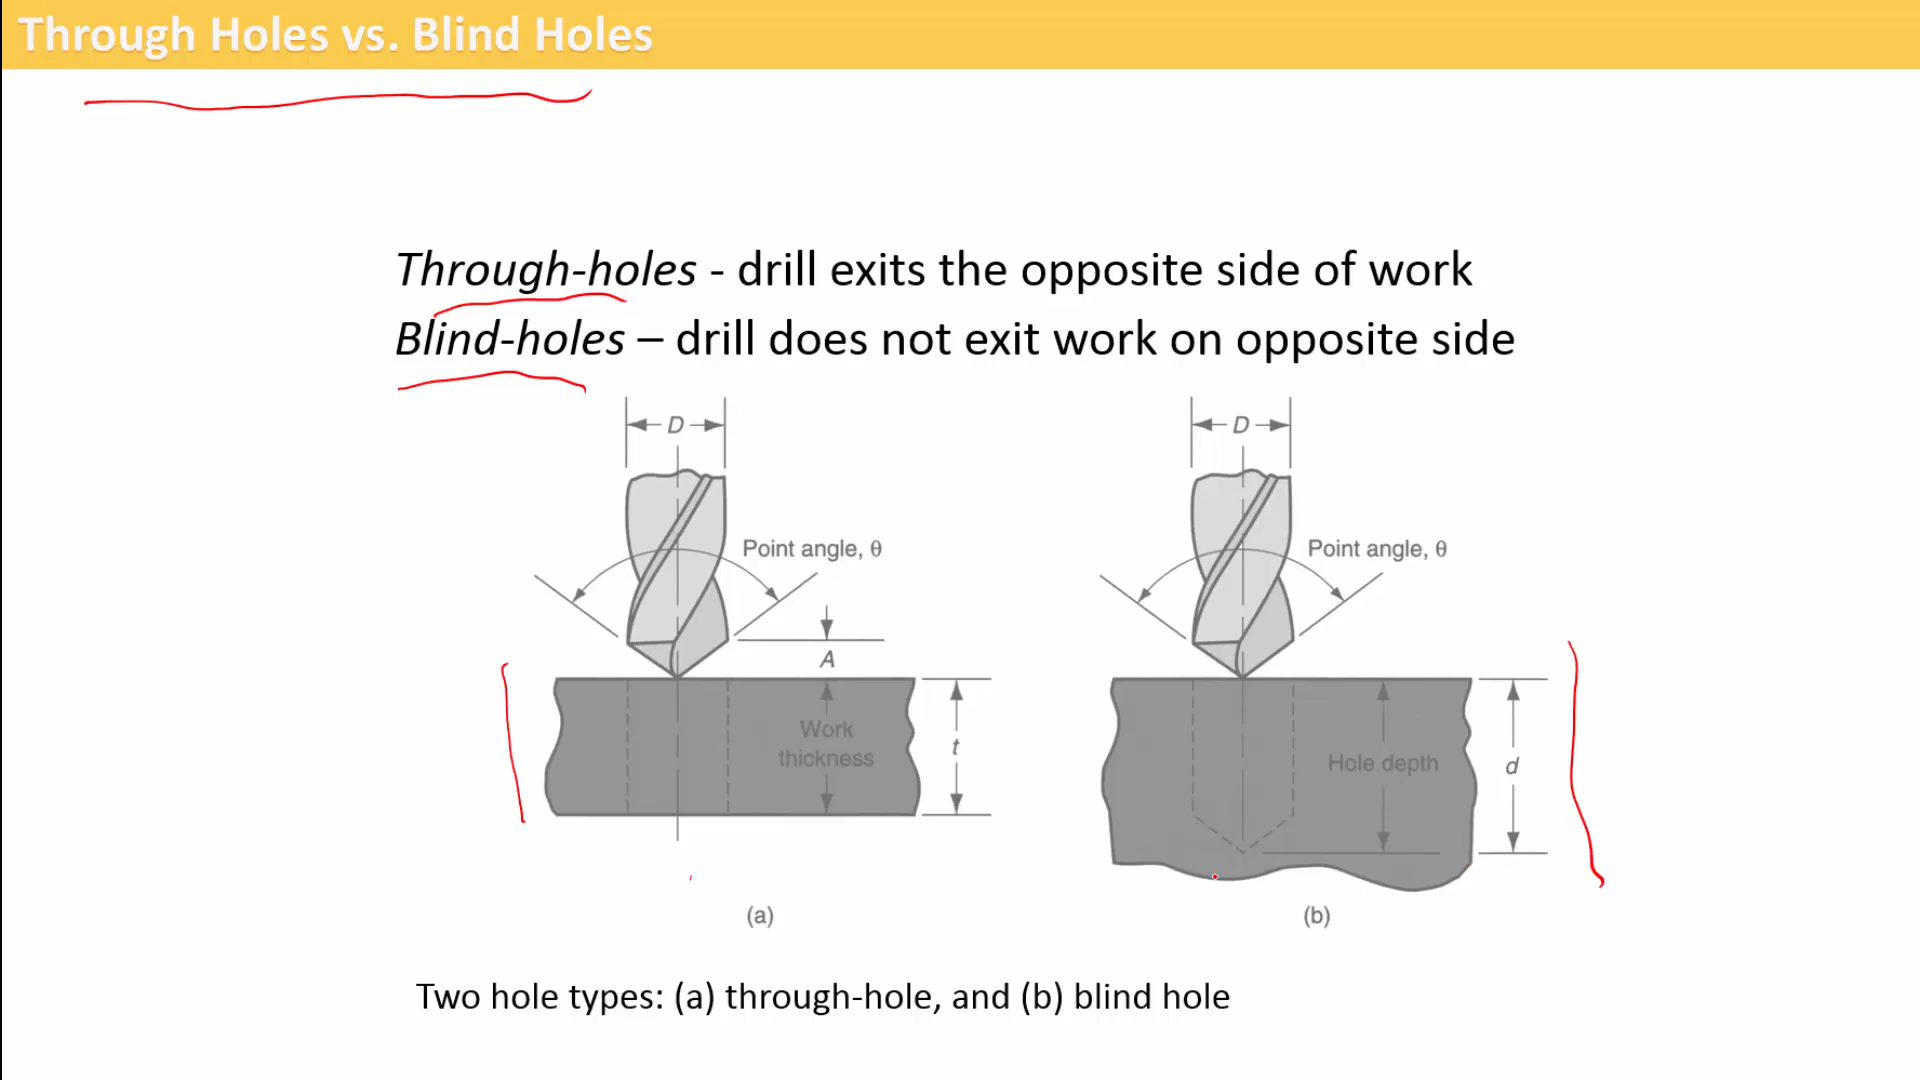 Through Holes vs. Blind Holes
Through-holes - drill exits the opposite side of work
Blind-holes – drill does not exit work on opposite side
D
D
Point angle, θ
Point angle, θ
A
Work
thickness
t
Hole depth
d
(a)
(b)
Two hole types: (a) through-hole, and (b) blind hole